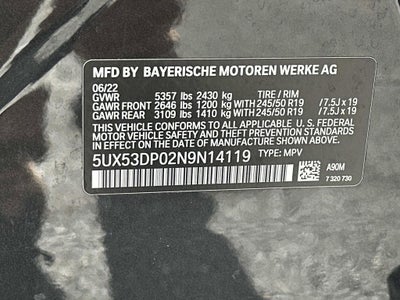 MFD BY BAYERISCHE MOTOREN WERKE AG
06/22
GVWR 5357 lbs 2430 kg TIRE / RIM
GAWR FRONT 2646 lbs 1200 kg WITH 245/50 R19 / 7.5J x 19
GAWR REAR 3109 lbs 1410 kg WITH 245/50 R19 / 7.5J x 19
THIS VEHICLE CONFORMS TO ALL APPLICABLE FEDERAL
MOTOR VEHICLE SAFETY, BUMPER, AND THEFT PREVENTION
STANDARDS IN EFFECT ON THE DATE OF MANUFACTURE SHOWN ABOVE.
5UX53DP02N9N14119 TYPE: MPV
A90M
7 320 730